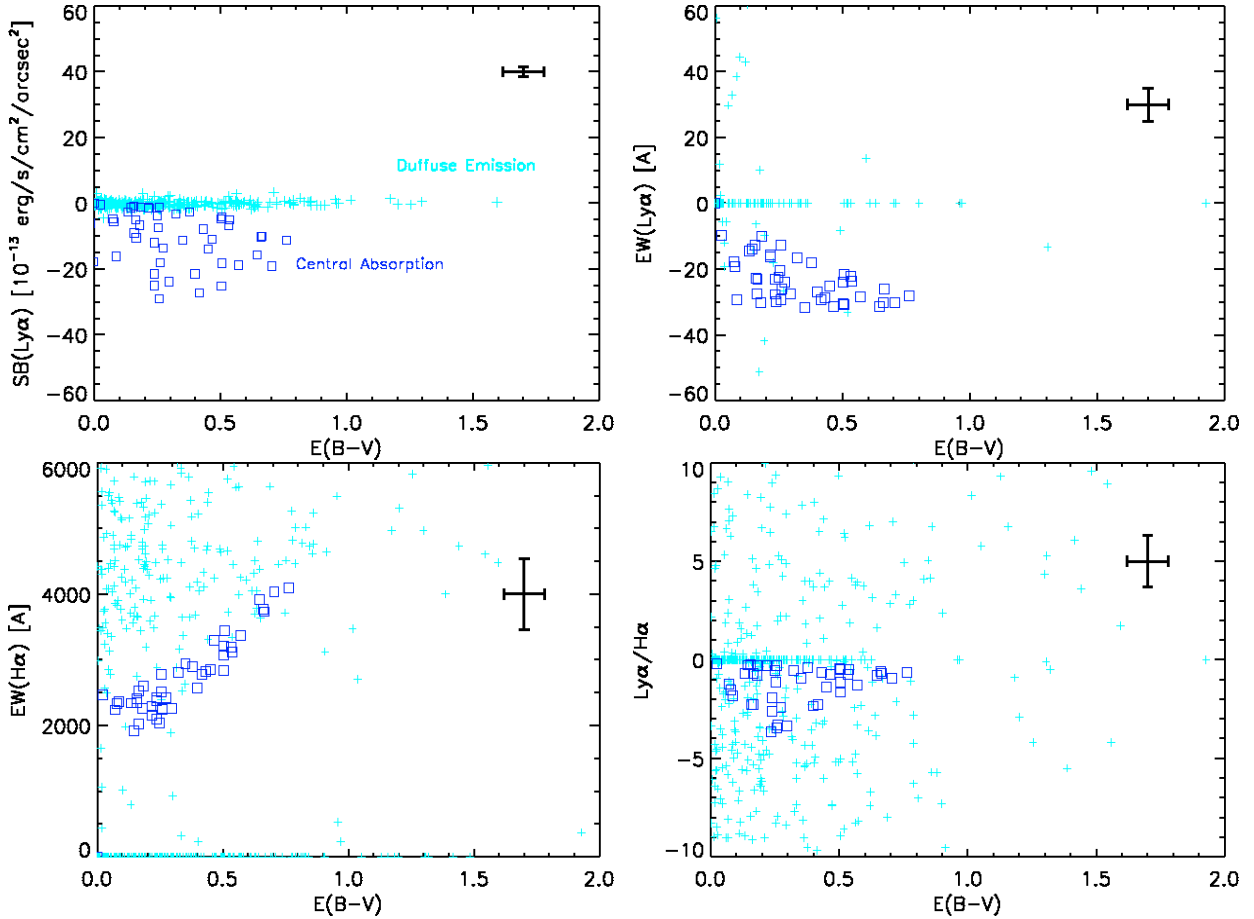 60
40
20
0
−20
−40
−60
SB(Lyα) [10⁻¹³ erg/s/cm²/arcsec²]
Duffuse Emission
Central Absorption
0.0 0.5 1.0 1.5 2.0
E(B−V)
60
40
20
0
−20
−40
−60
EW(Lyα) [A]
0.0 0.5 1.0 1.5 2.0
E(B−V)
6000
4000
2000
0
EW(Hα) [A]
0.0 0.5 1.0 1.5 2.0
E(B−V)
10
5
0
−5
−10
Lyα/Hα
0.0 0.5 1.0 1.5 2.0
E(B−V)